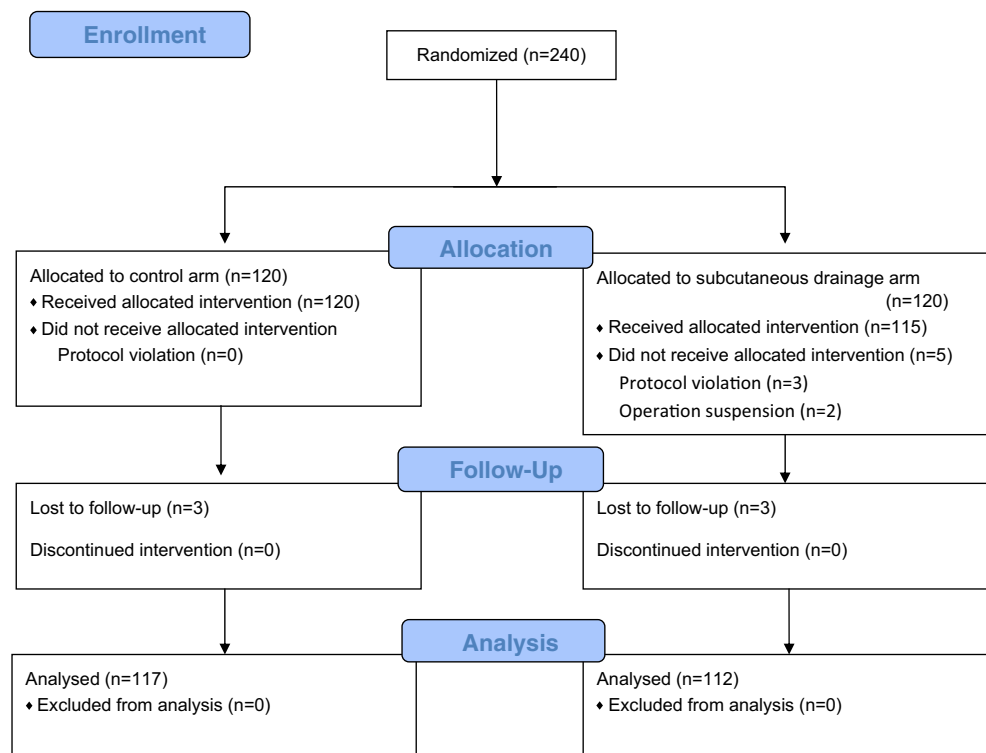 Enrollment
Randomized (n=240)
Allocation
Allocated to control arm (n=120)
♦ Received allocated intervention (n=120)
♦ Did not receive allocated intervention
Protocol violation (n=0)
Allocated to subcutaneous drainage arm
(n=120)
♦ Received allocated intervention (n=115)
♦ Did not receive allocated intervention (n=5)
Protocol violation (n=3)
Operation suspension (n=2)
Follow-Up
Lost to follow-up (n=3)
Discontinued intervention (n=0)
Lost to follow-up (n=3)
Discontinued intervention (n=0)
Analysis
Analysed (n=117)
♦ Excluded from analysis (n=0)
Analysed (n=112)
♦ Excluded from analysis (n=0)